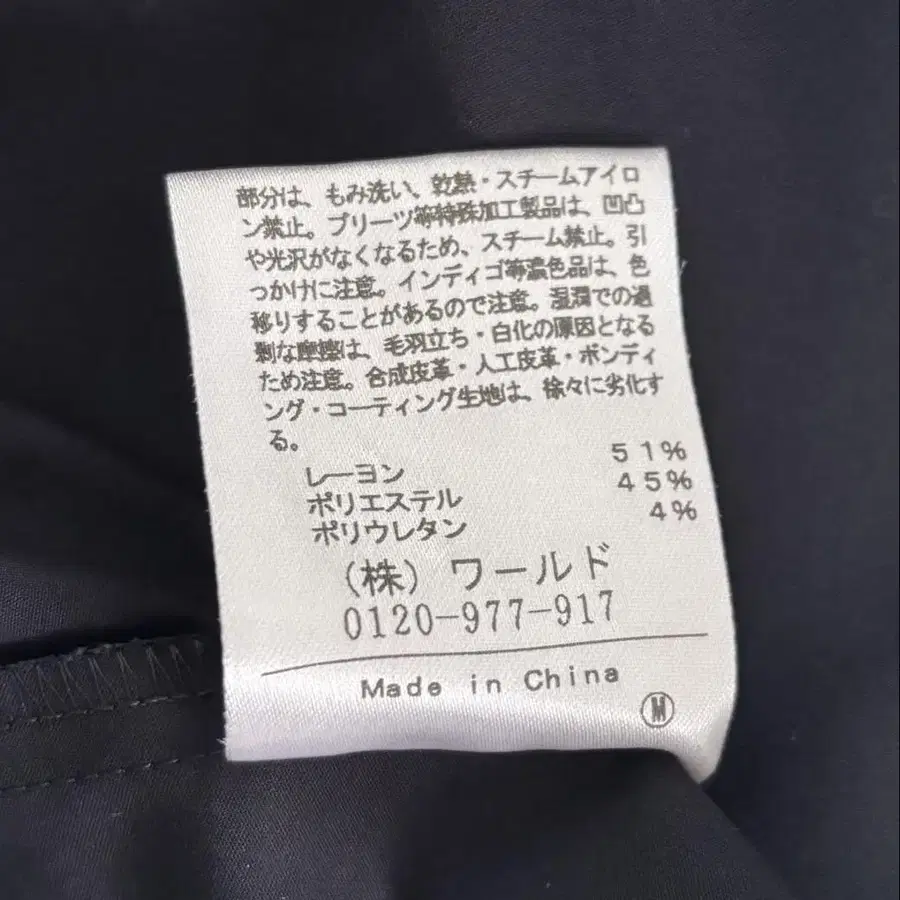 部分は、もみ洗い、乾熱・スチームアイロ
ン禁止。プリーツ等特殊加工製品は、凹凸
や光沢がなくなるため、スチーム禁止。引
っかけに注意。インディゴ等濃色品は、色
移りすることがあるので注意。湿潤での過
剰な摩擦は、毛羽立ち・白化の原因となる
ため注意。合成皮革・人工皮革・ボンディ
ング・コーティング生地は、徐々に劣化す
る。
レーヨン 51%
ポリエステル 45%
ポリウレタン 4%
(株) ワールド
0120-977-917
Made in China
Ⓜ